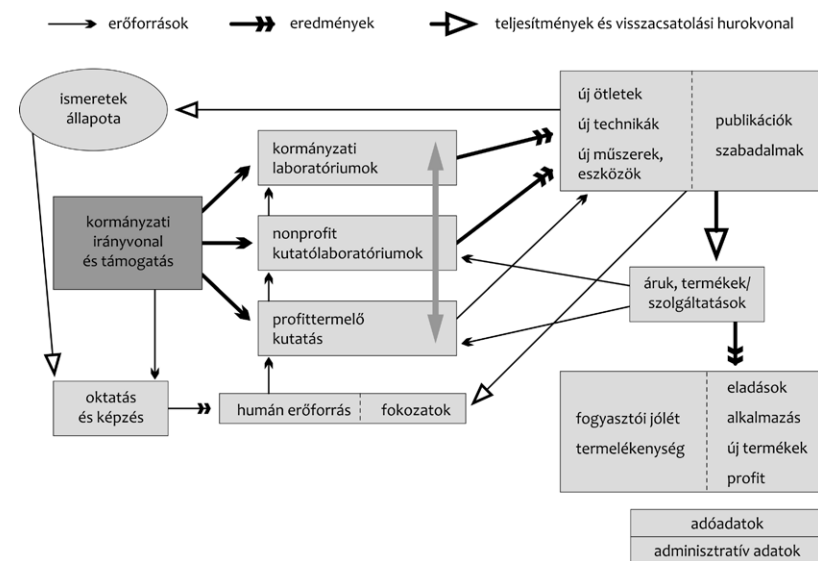 erőforrások
eredmények
teljesítmények és visszacsatolási hurokvonal
ismeretek
állapota
új ötletek
új technikák
új műszerek,
eszközök
publikációk
szabadalmak
kormányzati
laboratóriumok
kormányzati
irányvonal
és támogatás
nonprofit
kutatólaboratóriumok
áruk, termékek/
szolgáltatások
profittermelő
kutatás
oktatás
és képzés
humán erőforrás
fokozatok
fogyasztói jólét
termelékenység
eladások
alkalmazás
új termékek
profit
adóadatok
adminisztratív adatok